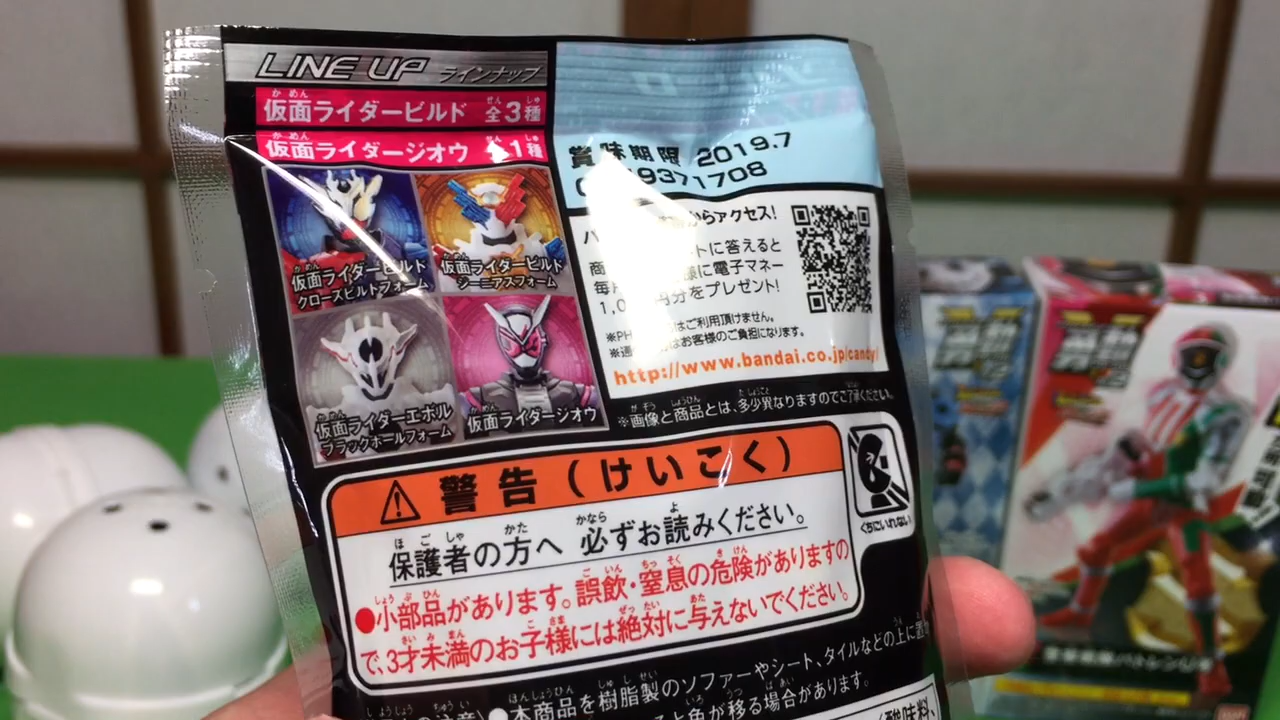 LINE UP ラインナップ
仮面ライダービルド 全3種
仮面ライダージオウ 1種
仮面ライダービルド
クローズビルドフォーム
仮面ライダービルド
ジーニアスフォーム
仮面ライダーエボル
ブラックホールフォーム
仮面ライダージオウ
賞味期限 2019.7
9371708
からアクセス!
トに答えると
様に電子マネー
円分をプレゼント!
はご利用頂けません。
はお客様のご負担になります。
http://www.bandai.co.jp/candy/
※画像と商品とは、多少異なりますのでご了承ください。
警告(けいこく)
くちにいれない
保護者の方へ 必ずお読みください。
●小部品があります。誤飲・窒息の危険がありますの
で、3才未満のお子様には絶対に与えないでください。
●本商品を樹脂製のソファーやシート、タイルなどの上に置
色が移る場合があります。
酸味料、